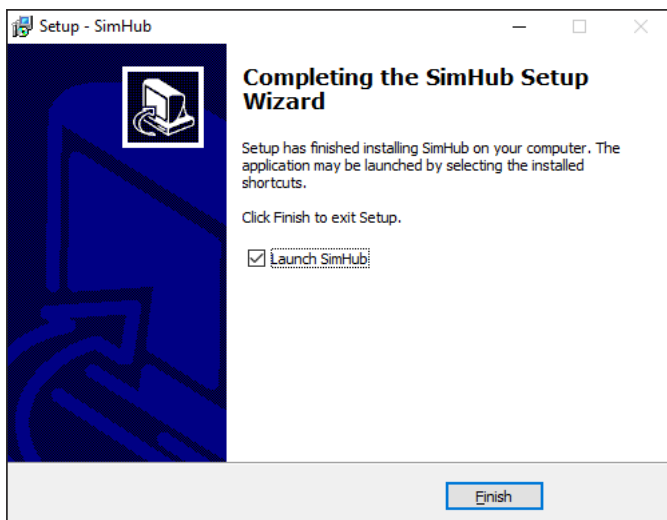 Setup - SimHub
Completing the SimHub Setup
Wizard
Setup has finished installing SimHub on your computer. The
application may be launched by selecting the installed
shortcuts.
Click Finish to exit Setup.
Launch SimHub
Finish